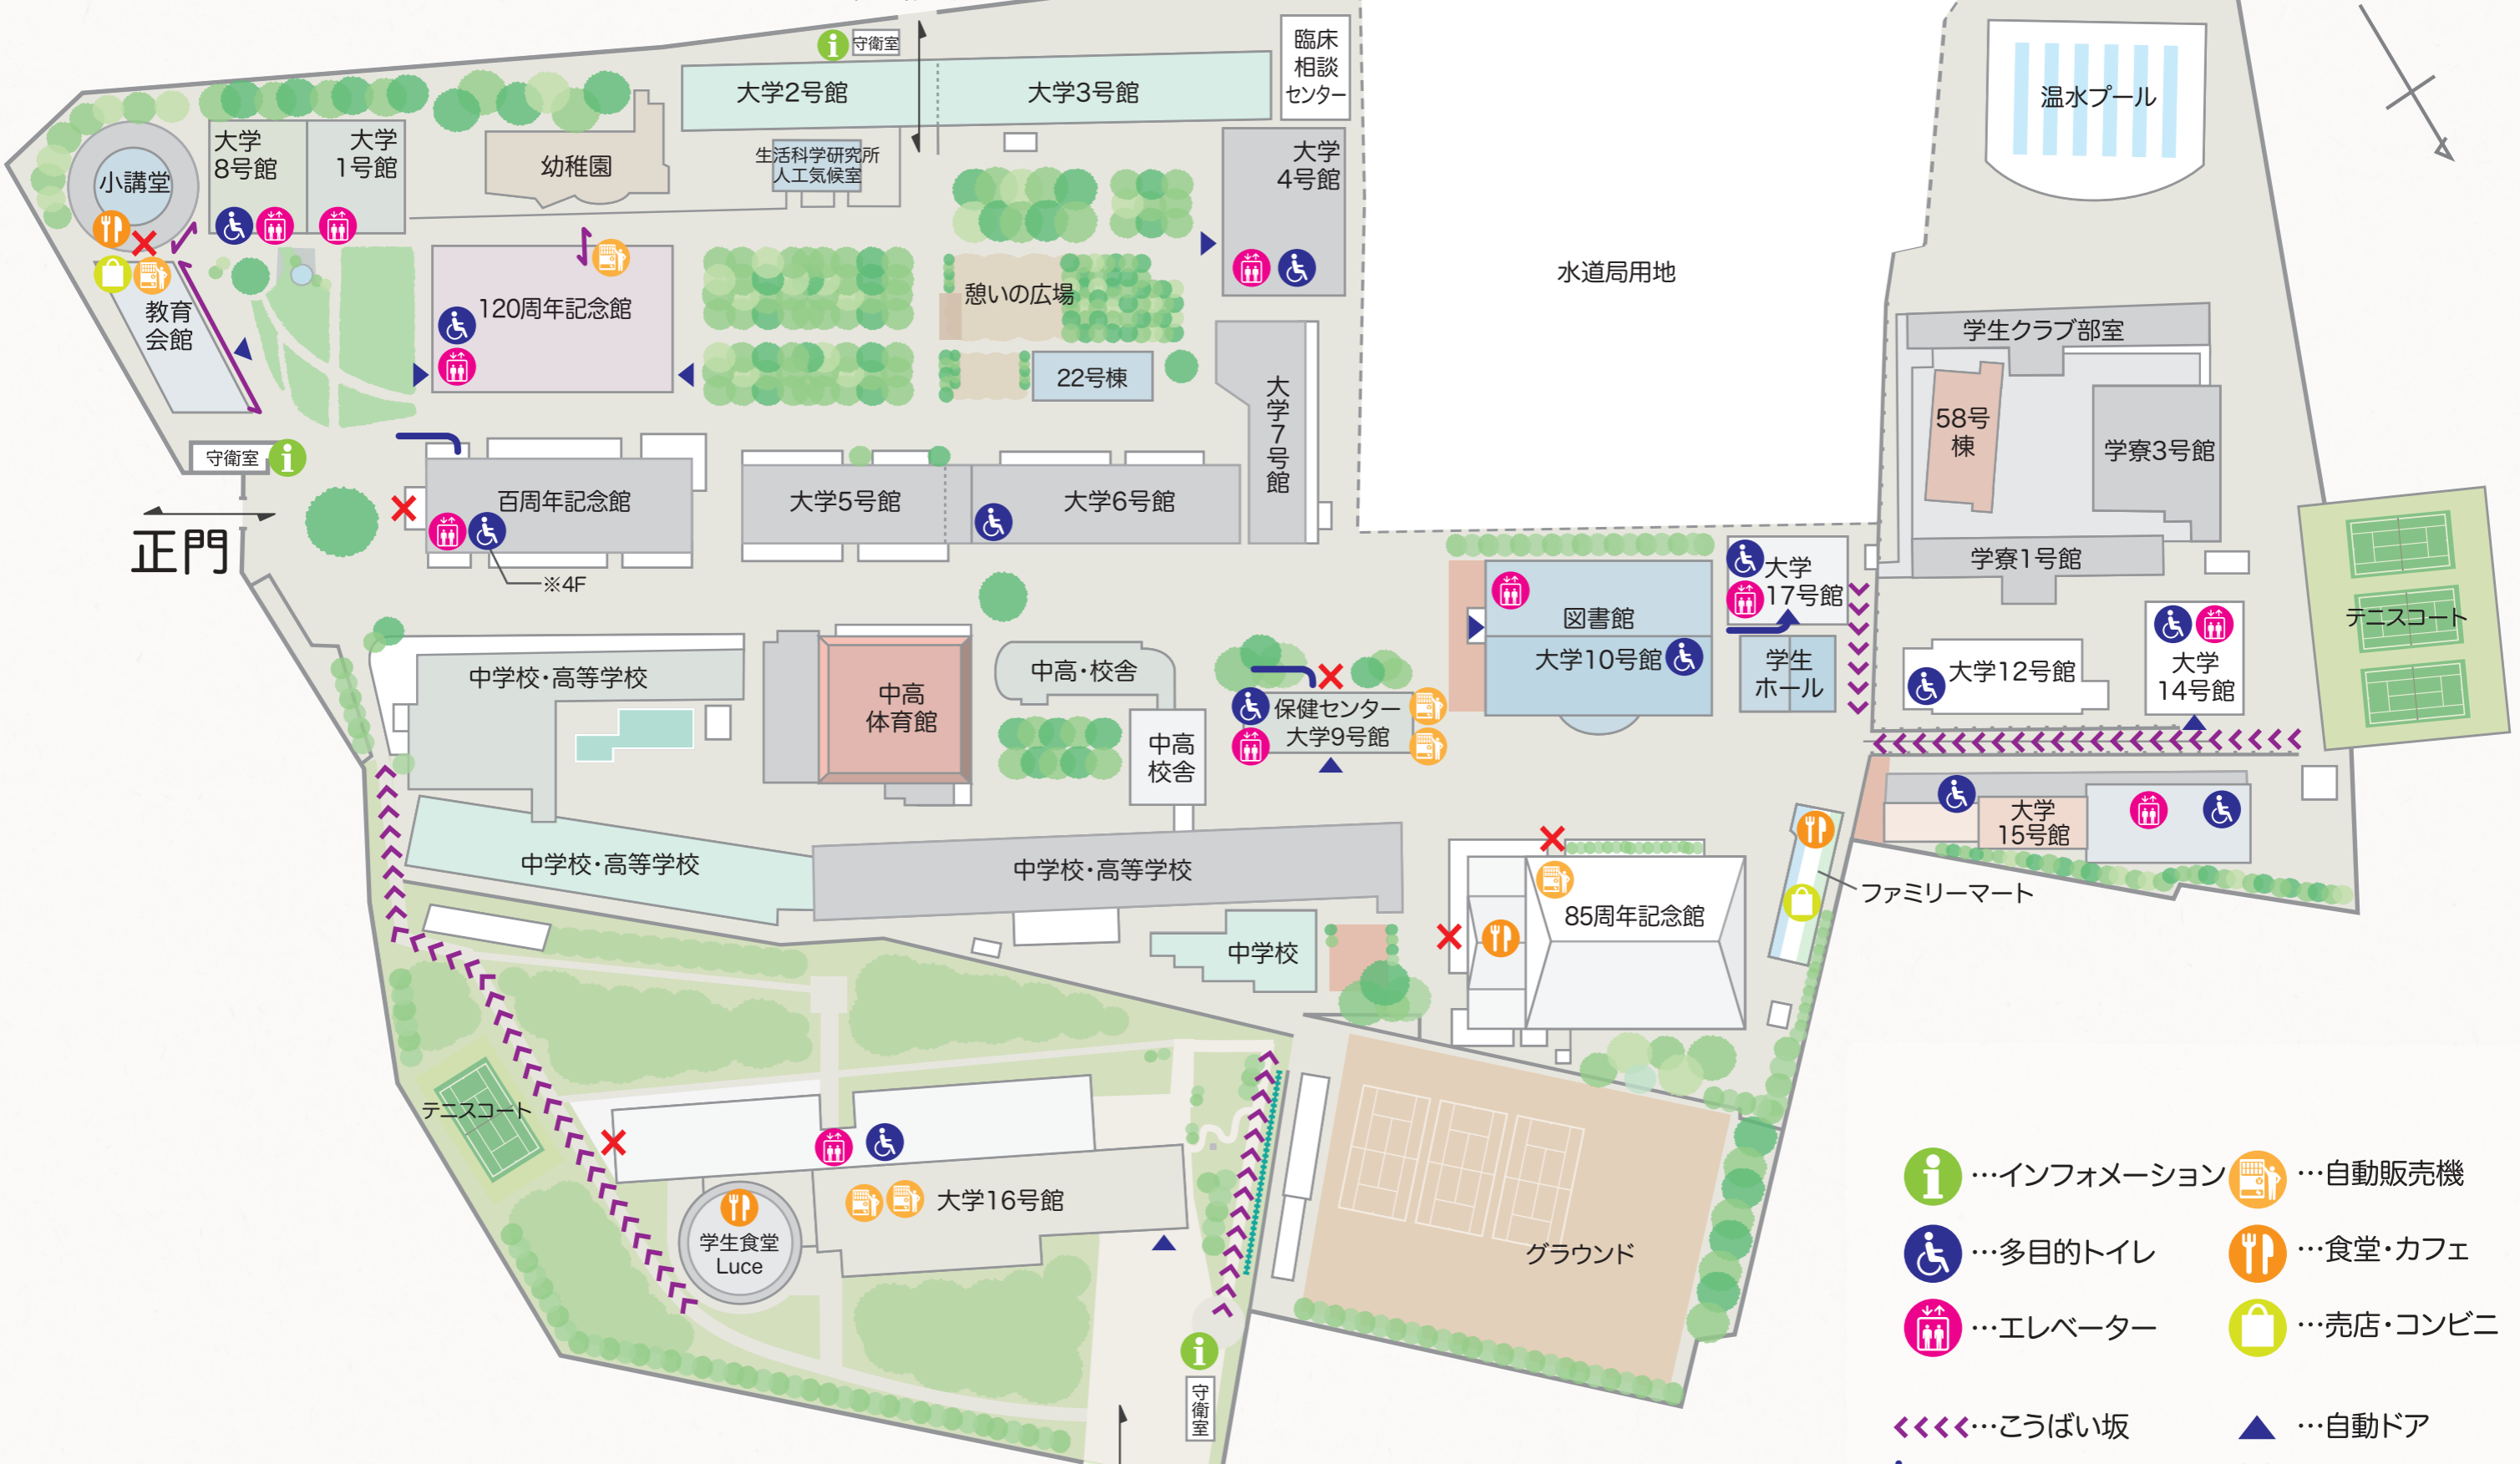 守衛室
臨床
相談
センター
大学2号館
大学3号館
温水プール
大学
8号館
大学
1号館
幼稚園
生活科学研究所
人工気候室
大学
4号館
小講堂
水道局用地
120周年記念館
憩いの広場
教育
会館
22号棟
学生クラブ部室
大学7号館
58号
棟
学寮3号館
守衛室
百周年記念館
大学5号館
大学6号館
正門
※4F
学寮1号館
大学
17号館
図書館
テニスコート
中学校・高等学校
中高
体育館
中高・校舎
大学10号館
学生
ホール
大学12号館
大学
14号館
保健センター
大学9号館
中高
校舎
大学
15号館
中学校・高等学校
中学校・高等学校
ファミリーマート
85周年記念館
中学校
テニスコート
大学16号館
学生食堂
Luce
グラウンド
守衛室
…インフォメーション
…自動販売機
…多目的トイレ
…食堂・カフェ
…エレベーター
…売店・コンビニ
…こうばい坂
…自動ドア